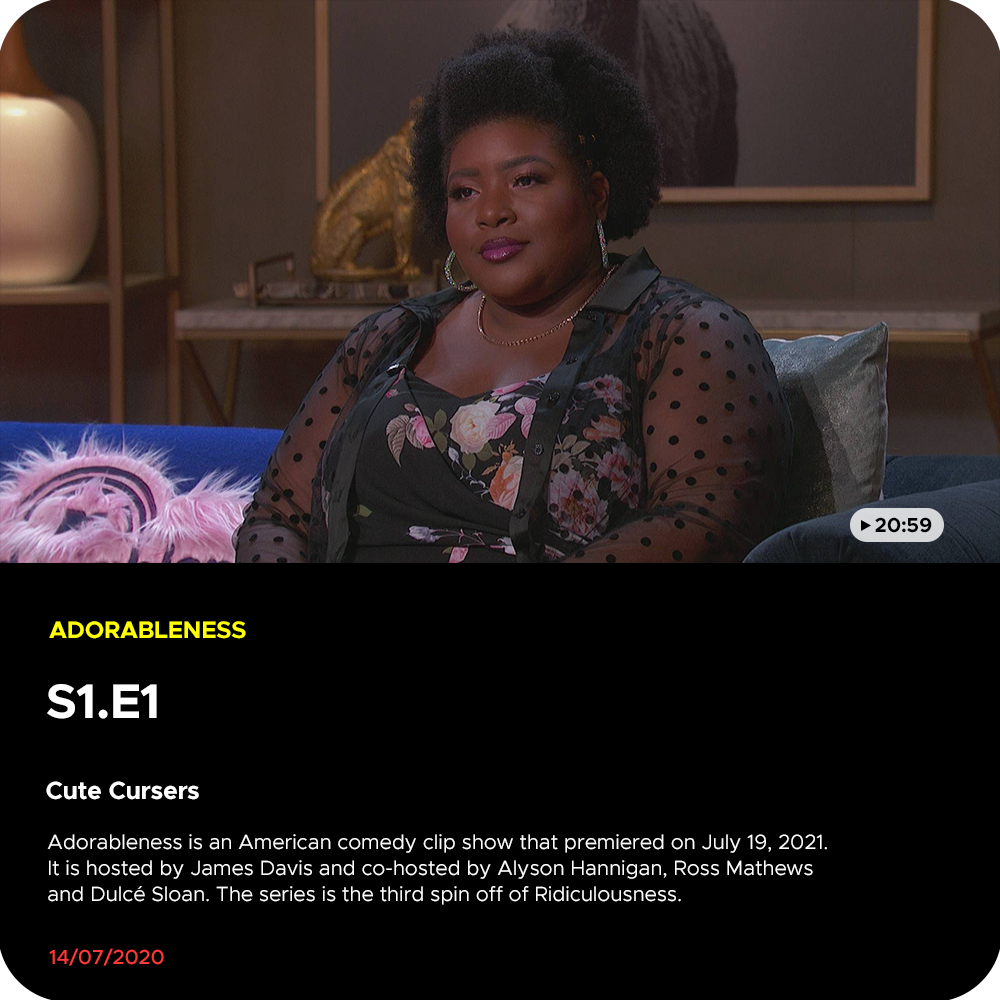 20:59
ADORABLENESS
S1.E1
Cute Cursers
Adorableness is an American comedy clip show that premiered on July 19, 2021.
It is hosted by James Davis and co-hosted by Alyson Hannigan, Ross Mathews
and Dulcé Sloan. The series is the third spin off of Ridiculousness.
14/07/2020